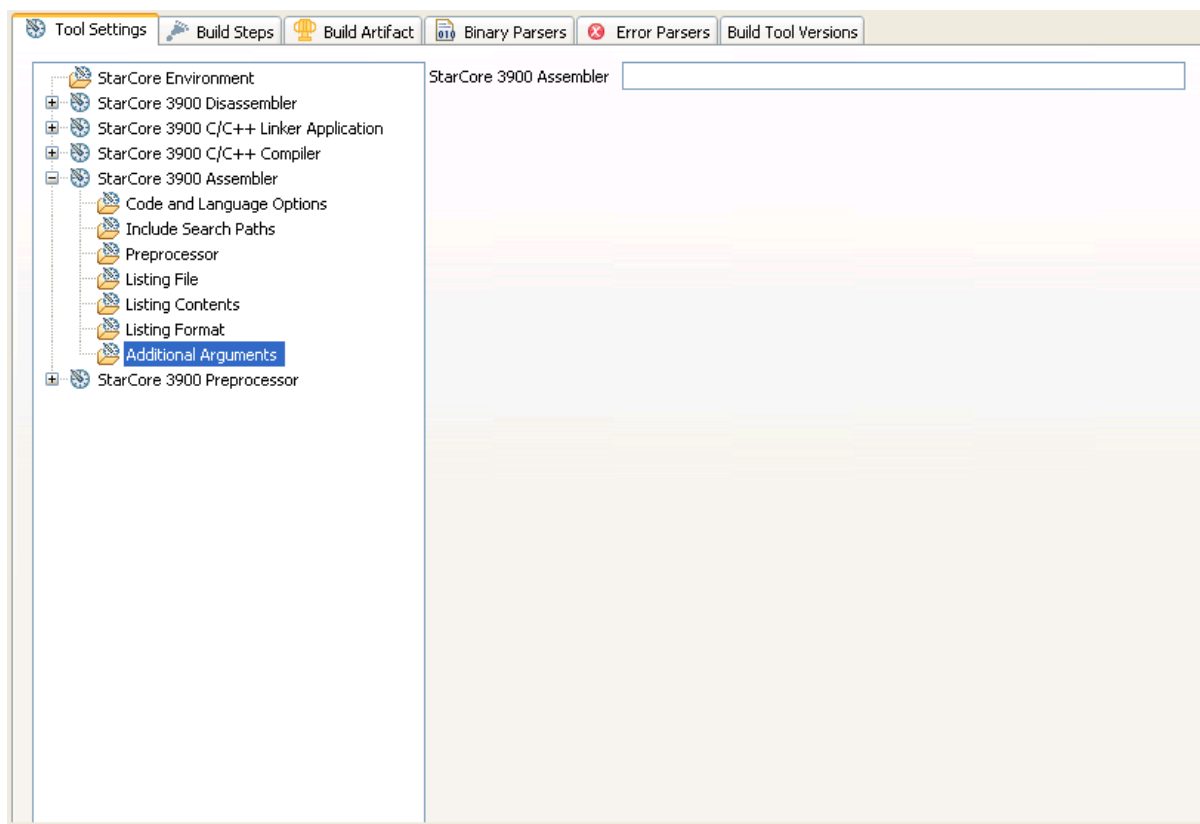 Tool Settings Build Steps Build Artifact Binary Parsers Error Parsers Build Tool Versions
StarCore Environment
StarCore 3900 Disassembler
StarCore 3900 C/C++ Linker Application
StarCore 3900 C/C++ Compiler
StarCore 3900 Assembler
Code and Language Options
Include Search Paths
Preprocessor
Listing File
Listing Contents
Listing Format
Additional Arguments
StarCore 3900 Preprocessor
StarCore 3900 Assembler